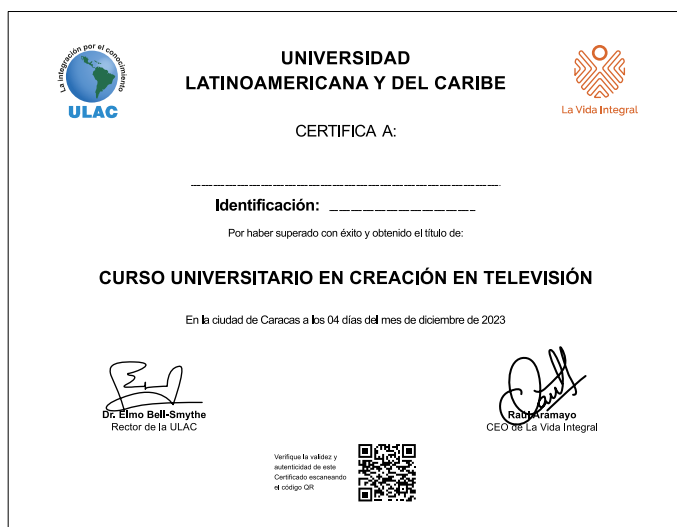 La integración por el conocimiento
ULAC
UNIVERSIDAD
LATINOAMERICANA Y DEL CARIBE
La Vida Integral
CERTIFICA A:
Identificación:
Por haber superado con éxito y obtenido el título de:
CURSO UNIVERSITARIO EN CREACIÓN EN TELEVISIÓN
En la ciudad de Caracas a los 04 días del mes de diciembre de 2023
Dr. Elmo Bell-Smythe
Rector de la ULAC
Raúl Aramayo
CEO de La Vida Integral
Verifique la validez y
autenticidad de este
Certificado escaneando
el código QR